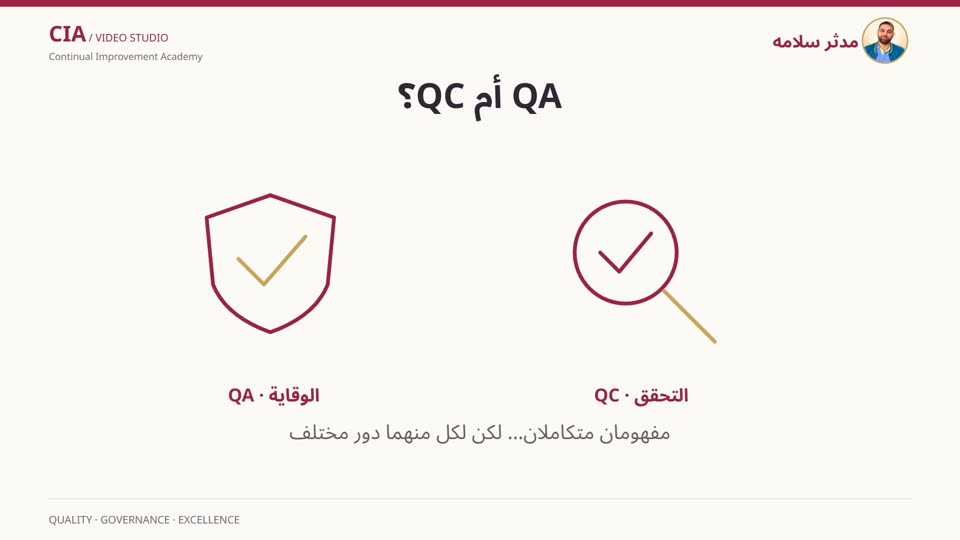 CIA / VIDEO STUDIO
Continual Improvement Academy
مدثر سلامه
QA أم QC؟
التحقق · QC
الوقاية · QA
مفهومان متكاملان... لكن لكل منهما دور مختلف
QUALITY · GOVERNANCE · EXCELLENCE